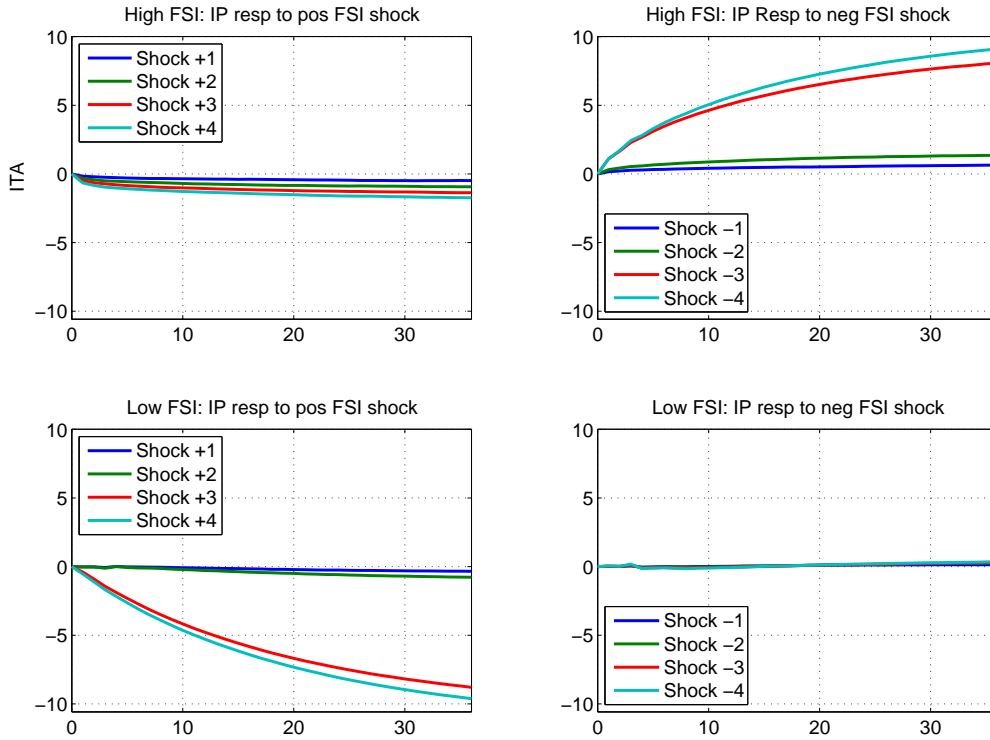 High FSI: IP resp to pos FSI shock
10
5
0
−5
−10
ITA
Shock +1
Shock +2
Shock +3
Shock +4
0
10
20
30
High FSI: IP Resp to neg FSI shock
10
5
0
−5
−10
Shock −1
Shock −2
Shock −3
Shock −4
0
10
20
30
Low FSI: IP resp to pos FSI shock
10
5
0
−5
−10
Shock +1
Shock +2
Shock +3
Shock +4
0
10
20
30
Low FSI: IP resp to neg FSI shock
10
5
0
−5
−10
Shock −1
Shock −2
Shock −3
Shock −4
0
10
20
30